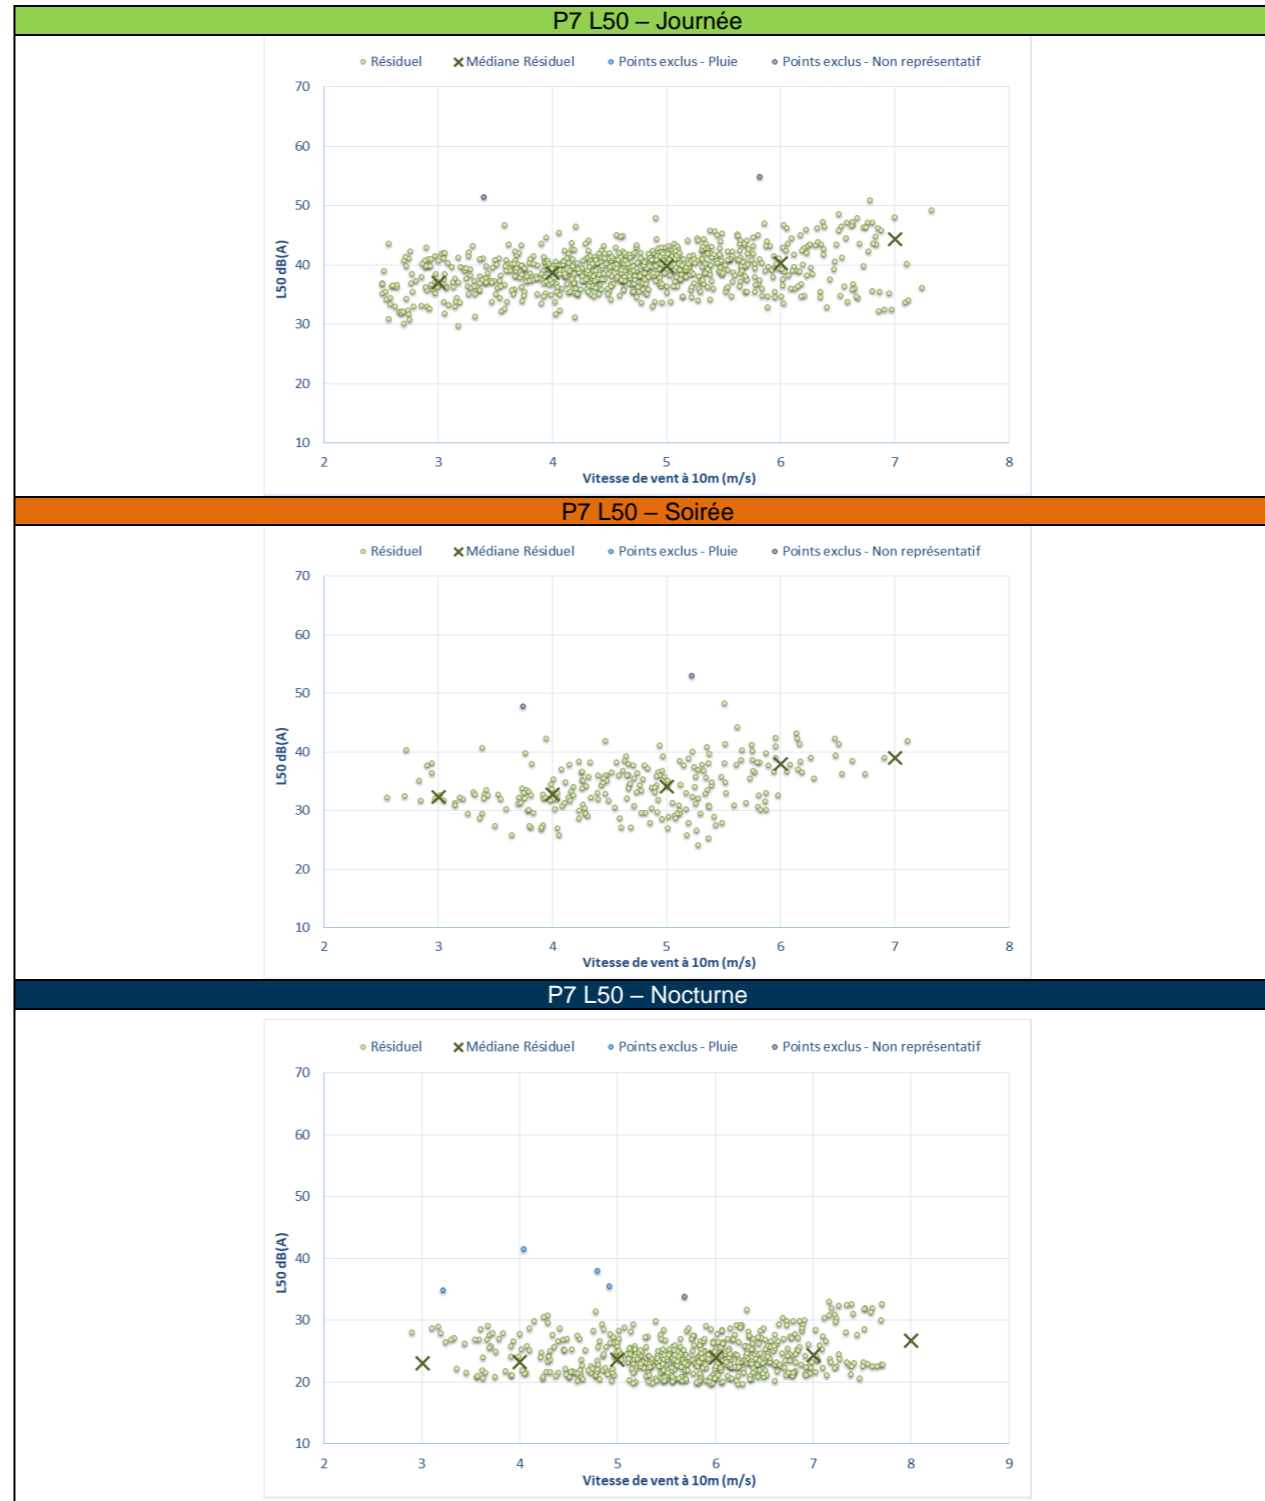 P7 L50 – Journée
Résiduel Médiane Résiduel Points exclus - Pluie Points exclus - Non représentatif
70
60
50
40
30
20
10
L50 dB(A)
2 3 4 5 6 7 8
Vitesse de vent à 10m (m/s)
P7 L50 – Soirée
Résiduel Médiane Résiduel Points exclus - Pluie Points exclus - Non représentatif
70
60
50
40
30
20
10
L50 dB(A)
2 3 4 5 6 7 8
Vitesse de vent à 10m (m/s)
P7 L50 – Nocturne
Résiduel Médiane Résiduel Points exclus - Pluie Points exclus - Non représentatif
70
60
50
40
30
20
10
L50 dB(A)
2 3 4 5 6 7 8 9
Vitesse de vent à 10m (m/s)